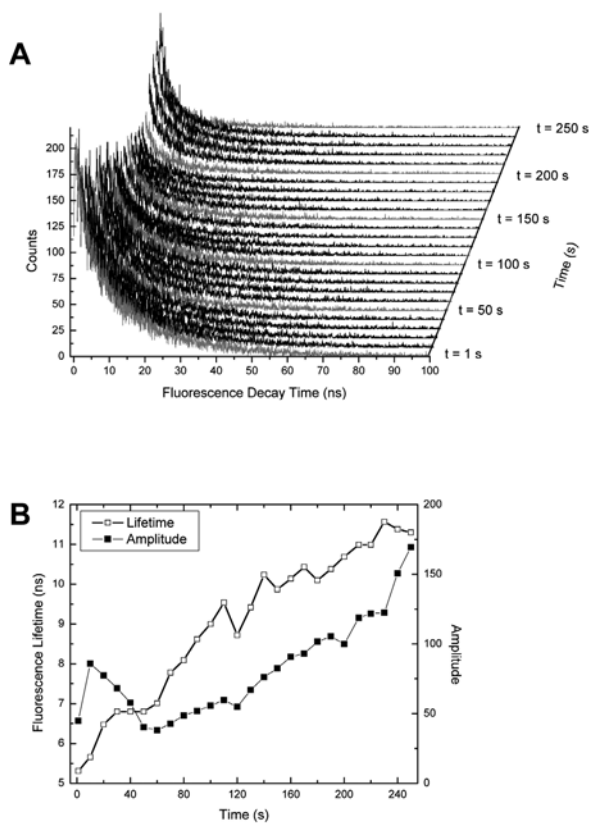 A
t = 250 s
200
t = 200 s
175
150
t = 150 s
125
100
t = 100 s
75
50
t = 50 s
25
0
t = 1 s
Counts
Time (s)
0 10 20 30 40 50 60 70 80 90 100
Fluorescence Decay Time (ns)
B
12 200
Lifetime
Amplitude
11
150
10
9
100
8
7
50
6
5 0
Fluorescence Lifetime (ns)
Amplitude
0 40 80 120 160 200 240
Time (s)